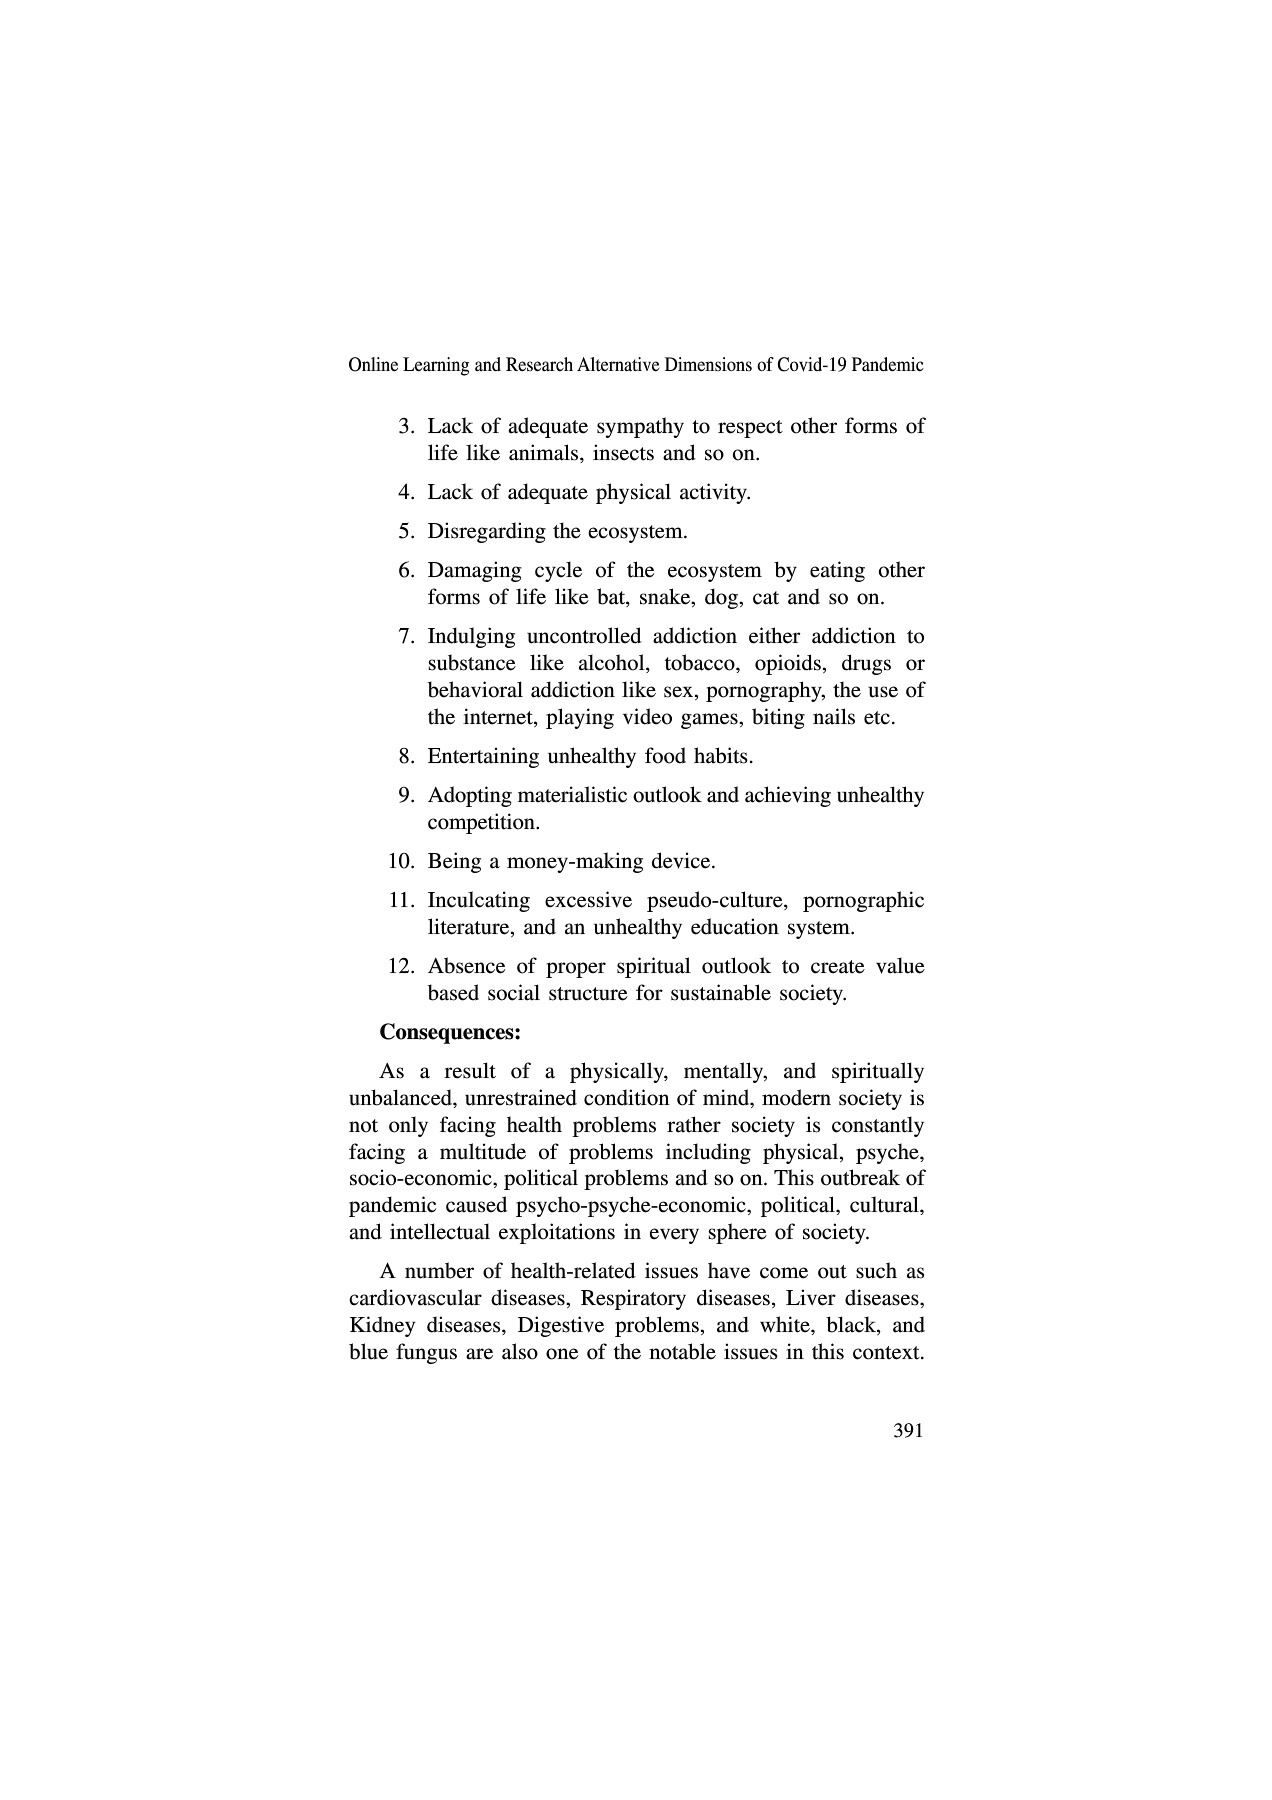 Online Learning and Research Alternative Dimensions of Covid-19 Pandemic
3. Lack of adequate sympathy to respect other forms of
life like animals, insects and so on.
4. Lack of adequate physical activity.
5. Disregarding the ecosystem.
6. Damaging cycle of the ecosystem by eating other
forms of life like bat, snake, dog, cat and so on.
7. Indulging uncontrolled addiction either addiction to
substance like alcohol, tobacco, opioids, drugs or
behavioral addiction like sex, pornography, the use of
the internet, playing video games, biting nails etc.
8. Entertaining unhealthy food habits.
9. Adopting materialistic outlook and achieving unhealthy
competition.
10. Being a money-making device.
11. Inculcating excessive pseudo-culture, pornographic
literature, and an unhealthy education system.
12. Absence of proper spiritual outlook to create value
based social structure for sustainable society.
Consequences:
As a result of a physically, mentally, and spiritually
unbalanced, unrestrained condition of mind, modern society is
not only facing health problems rather society is constantly
facing a multitude of problems including physical, psyche,
socio-economic, political problems and so on. This outbreak of
pandemic caused psycho-psyche-economic, political, cultural,
and intellectual exploitations in every sphere of society.
A number of health-related issues have come out such as
cardiovascular diseases, Respiratory diseases, Liver diseases,
Kidney diseases, Digestive problems, and white, black, and
blue fungus are also one of the notable issues in this context.
391